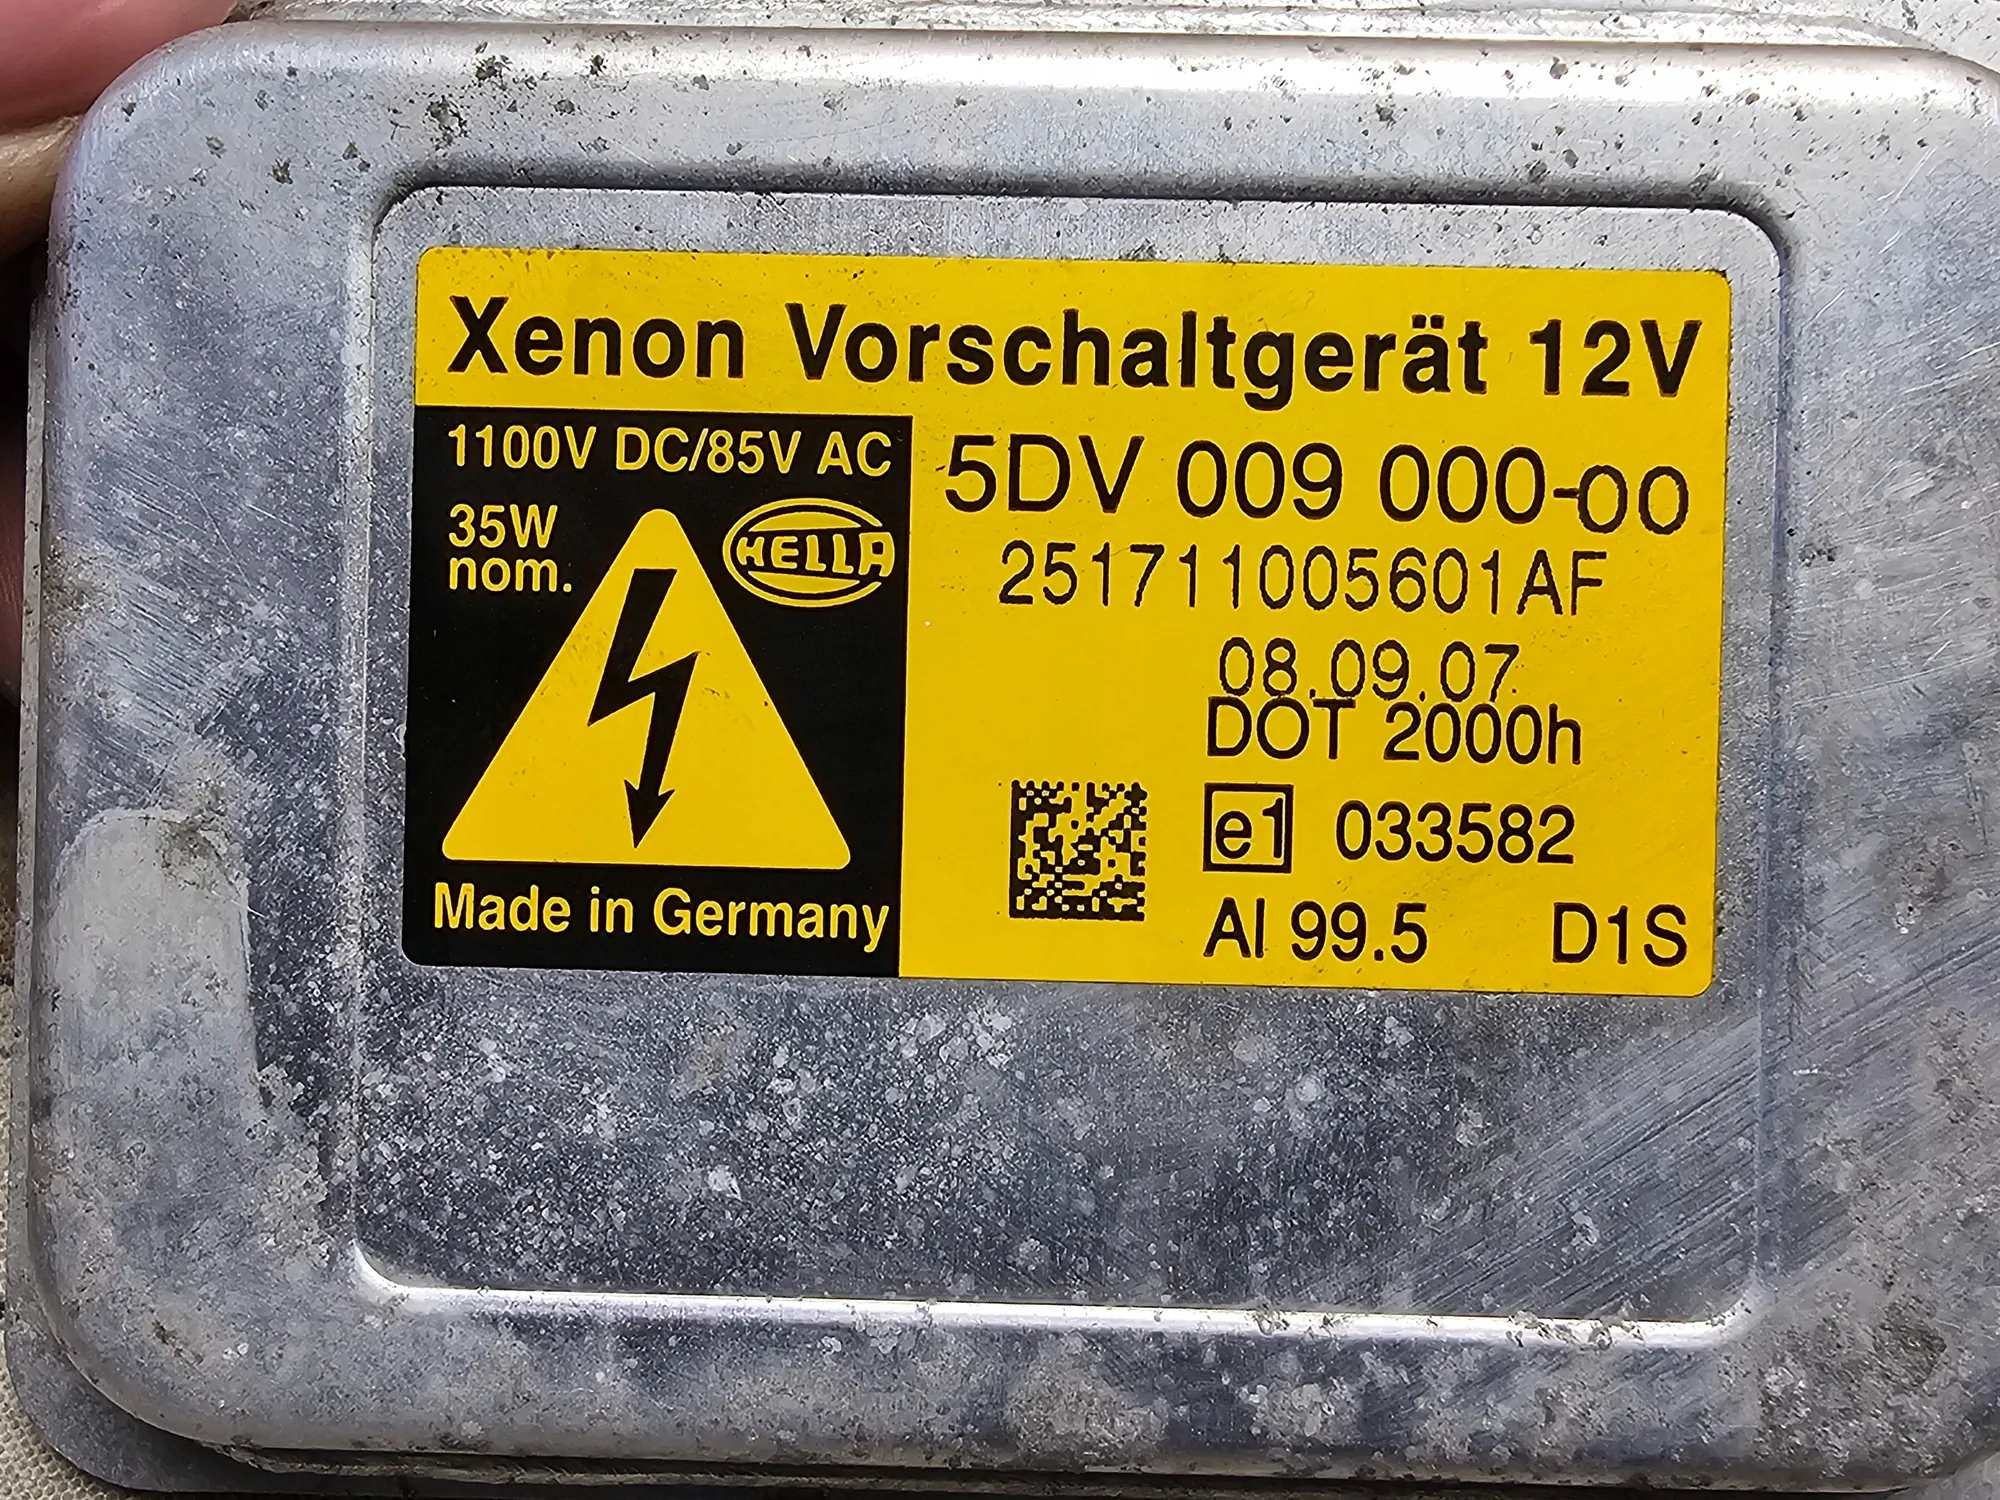 Xenon Vorschaltgerät 12V
1100V DC/85V AC
35W
nom.
HELLA
Made in Germany
5DV 009 000-00
251711005601AF
08.09.07
DOT 2000h
e1 033582
Al 99.5 D1S